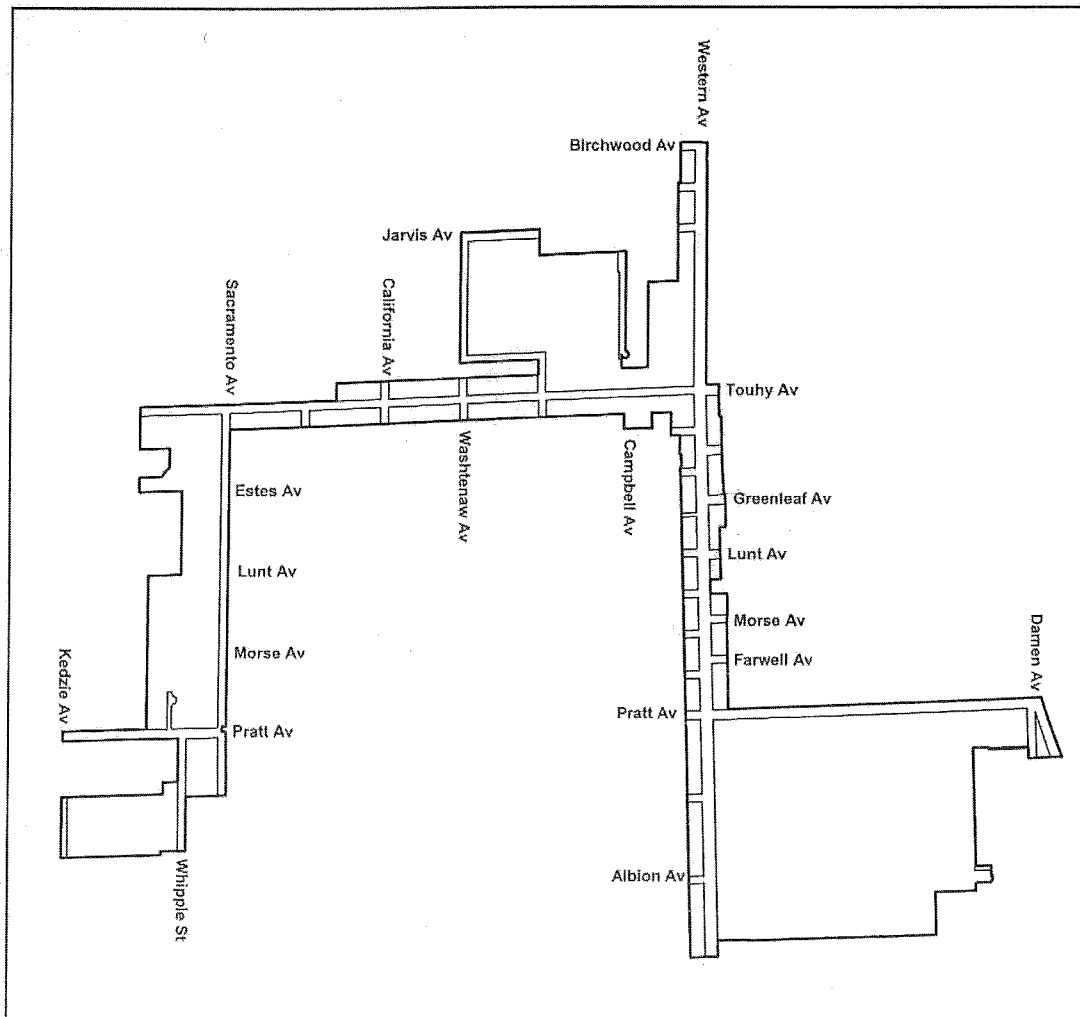 Western Av
Birchwood Av
Jarvis Av
Sacramento Av
California Av
Touhy Av
Washtenaw Av
Campbell Av
Estes Av
Greenleaf Av
Lunt Av
Lunt Av
Morse Av
Damen Av
Kedzie Av
Morse Av
Farwell Av
Pratt Av
Pratt Av
Whipple St
Albion Av